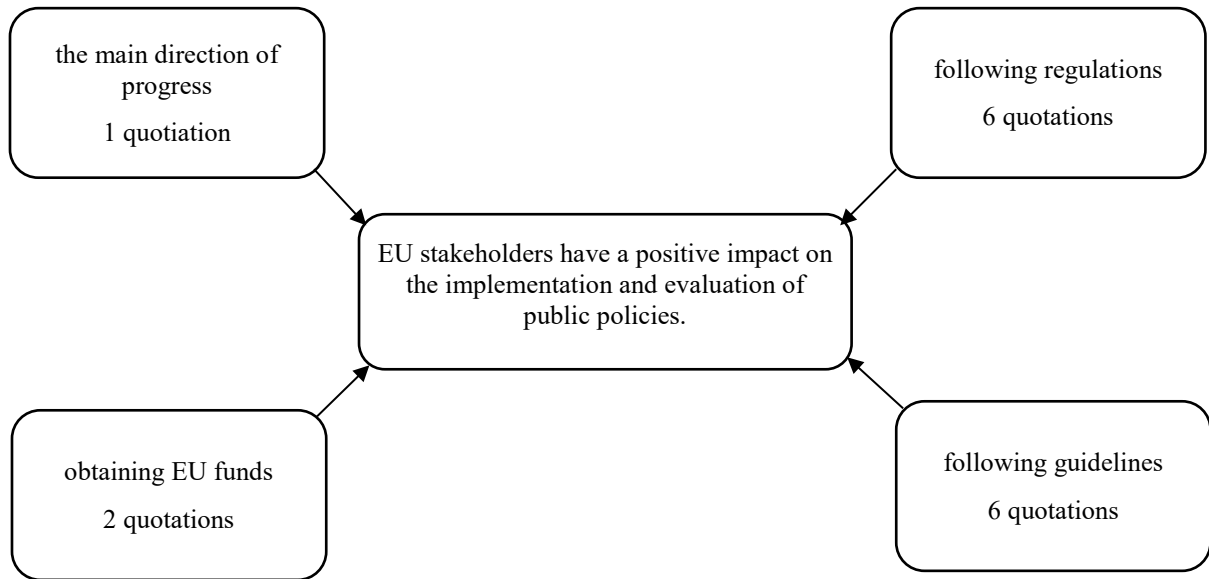 the main direction of
progress
1 quotiation
following regulations
6 quotations
EU stakeholders have a positive impact on
the implementation and evaluation of
public policies.
obtaining EU funds
2 quotations
following guidelines
6 quotations